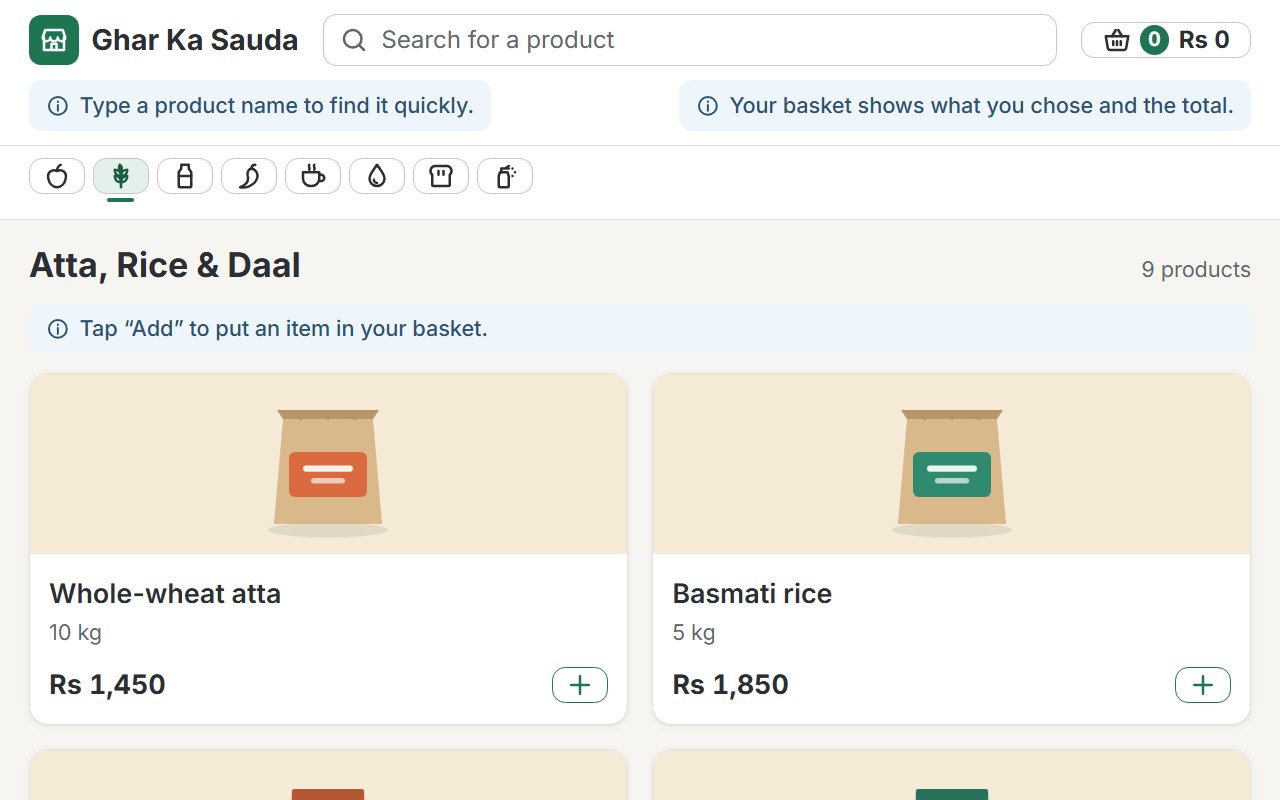 Ghar Ka Sauda
Search for a product
0 Rs 0
Type a product name to find it quickly.
Your basket shows what you chose and the total.
Atta, Rice & Daal
9 products
Tap “Add” to put an item in your basket.
Whole-wheat atta
10 kg
Rs 1,450
Basmati rice
5 kg
Rs 1,850